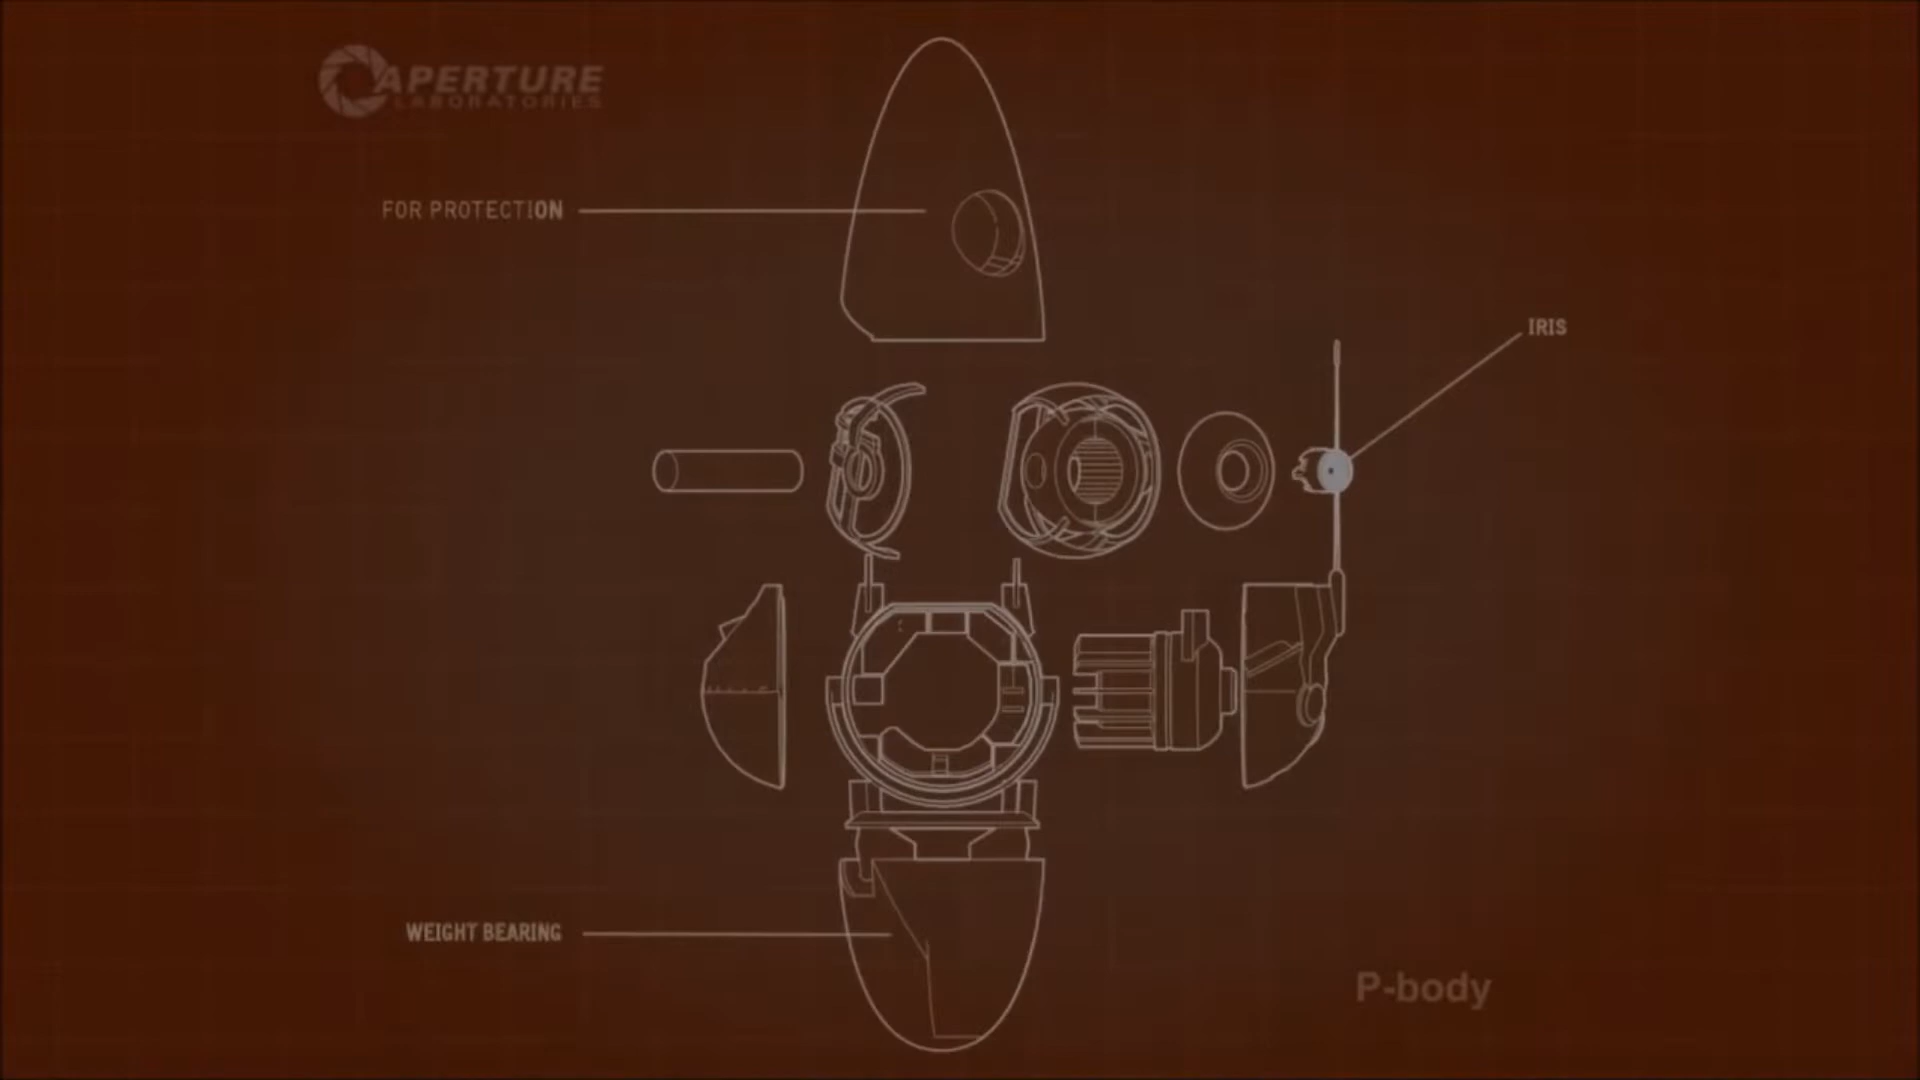 APERTURE
LABORATORIES
FOR PROTECTION
IRIS
WEIGHT BEARING
P-body